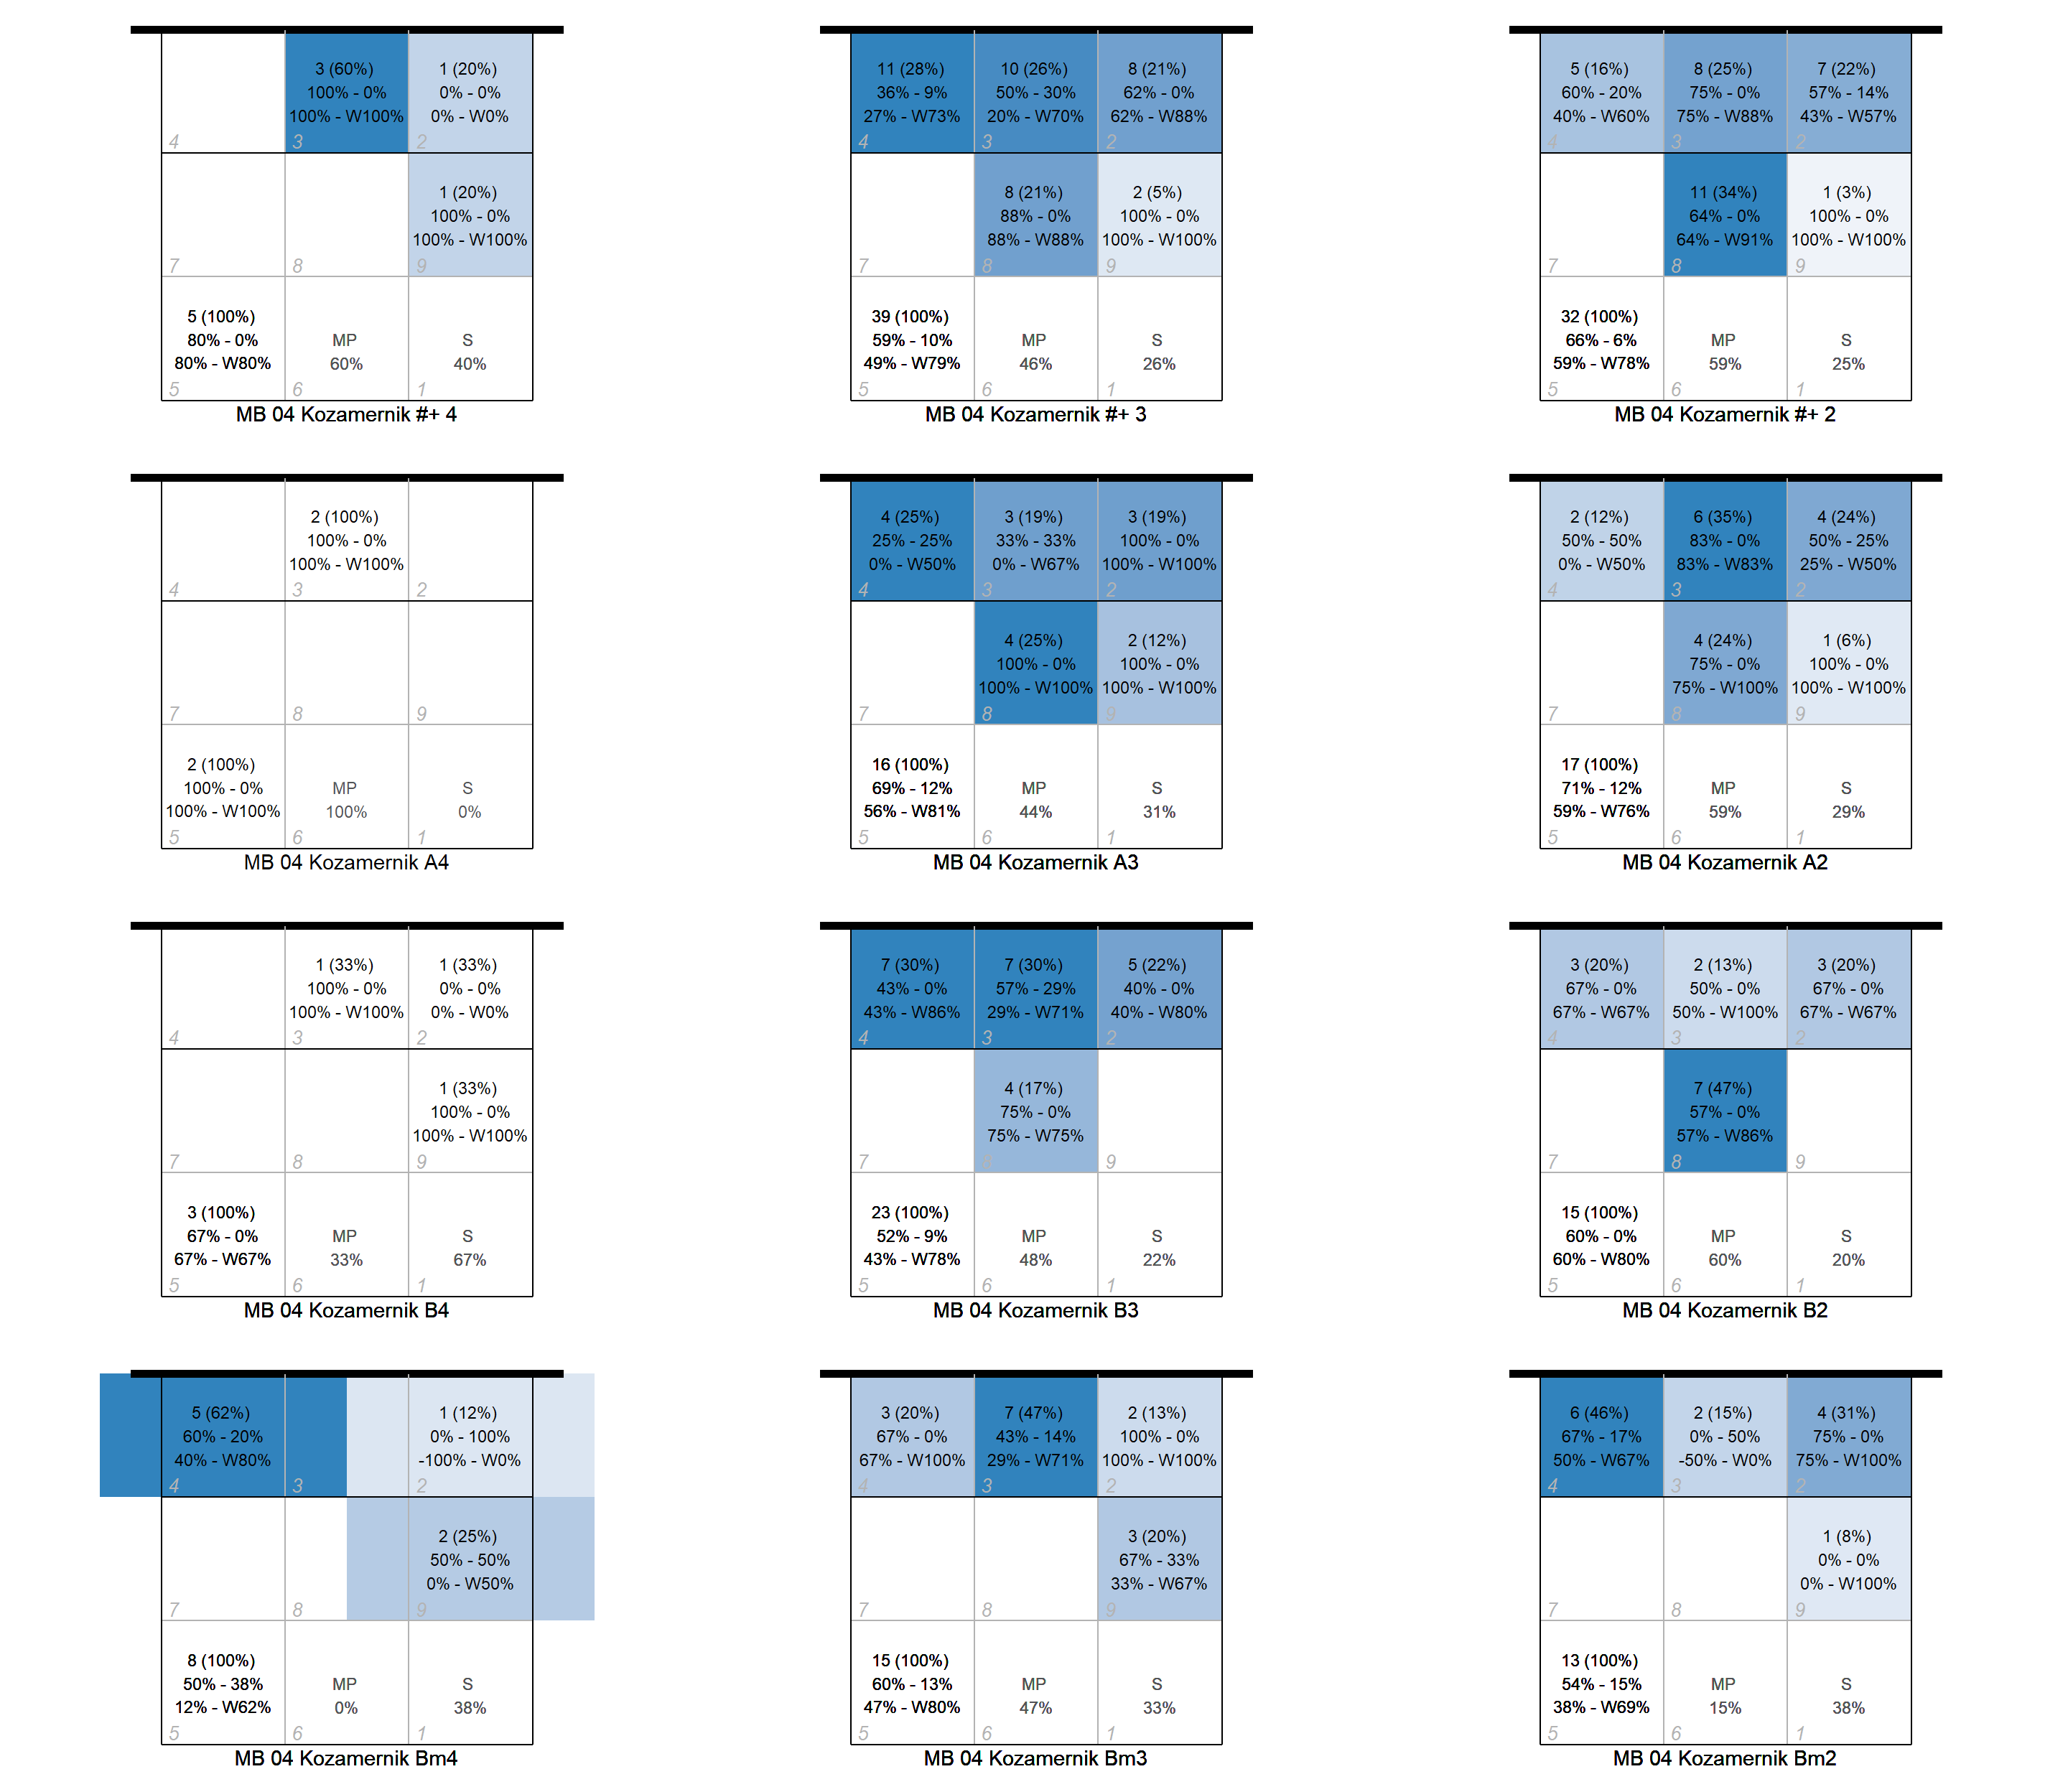 3 (60%)
100% - 0%
100% - W100%
1 (20%)
0% - 0%
0% - W0%
4
3
2
1 (20%)
100% - 0%
100% - W100%
7
8
9
5 (100%)
80% - 0%
80% - W80%
MP
60%
S
40%
5
6
1
MB 04 Kozamernik #+ 4
11 (28%)
36% - 9%
27% - W73%
10 (26%)
50% - 30%
20% - W70%
8 (21%)
62% - 0%
62% - W88%
4
3
2
8 (21%)
88% - 0%
88% - W88%
2 (5%)
100% - 0%
100% - W100%
7
8
9
39 (100%)
59% - 10%
49% - W79%
MP
46%
S
26%
5
6
1
MB 04 Kozamernik #+ 3
5 (16%)
60% - 20%
40% - W60%
8 (25%)
75% - 0%
75% - W88%
7 (22%)
57% - 14%
43% - W57%
4
3
2
11 (34%)
64% - 0%
64% - W91%
1 (3%)
100% - 0%
100% - W100%
7
8
9
32 (100%)
66% - 6%
59% - W78%
MP
59%
S
25%
5
6
1
MB 04 Kozamernik #+ 2
2 (100%)
100% - 0%
100% - W100%
4
3
2
7
8
9
2 (100%)
100% - 0%
100% - W100%
MP
100%
S
0%
5
6
1
MB 04 Kozamernik A4
4 (25%)
25% - 25%
0% - W50%
3 (19%)
33% - 33%
0% - W67%
3 (19%)
100% - 0%
100% - W100%
4
3
2
4 (25%)
100% - 0%
100% - W100%
2 (12%)
100% - 0%
100% - W100%
7
8
9
16 (100%)
69% - 12%
56% - W81%
MP
44%
S
31%
5
6
1
MB 04 Kozamernik A3
2 (12%)
50% - 50%
0% - W50%
6 (35%)
83% - 0%
83% - W83%
4 (24%)
50% - 25%
25% - W50%
4
3
2
4 (24%)
75% - 0%
75% - W100%
1 (6%)
100% - 0%
100% - W100%
7
8
9
17 (100%)
71% - 12%
59% - W76%
MP
59%
S
29%
5
6
1
MB 04 Kozamernik A2
1 (33%)
100% - 0%
100% - W100%
1 (33%)
0% - 0%
0% - W0%
4
3
2
1 (33%)
100% - 0%
100% - W100%
7
8
9
3 (100%)
67% - 0%
67% - W67%
MP
33%
S
67%
5
6
1
MB 04 Kozamernik B4
7 (30%)
43% - 0%
43% - W86%
7 (30%)
57% - 29%
29% - W71%
5 (22%)
40% - 0%
40% - W80%
4
3
2
4 (17%)
75% - 0%
75% - W75%
7
8
9
23 (100%)
52% - 9%
43% - W78%
MP
48%
S
22%
5
6
1
MB 04 Kozamernik B3
3 (20%)
67% - 0%
67% - W67%
2 (13%)
50% - 0%
50% - W100%
3 (20%)
67% - 0%
67% - W67%
4
3
2
7 (47%)
57% - 0%
57% - W86%
7
8
9
15 (100%)
60% - 0%
60% - W80%
MP
60%
S
20%
5
6
1
MB 04 Kozamernik B2
5 (62%)
60% - 20%
40% - W80%
1 (12%)
0% - 100%
-100% - W0%
4
3
2
2 (25%)
50% - 50%
0% - W50%
7
8
9
8 (100%)
50% - 38%
12% - W62%
MP
0%
S
38%
5
6
1
MB 04 Kozamernik Bm4
3 (20%)
67% - 0%
67% - W100%
7 (47%)
43% - 14%
29% - W71%
2 (13%)
100% - 0%
100% - W100%
4
3
2
3 (20%)
67% - 33%
33% - W67%
7
8
9
15 (100%)
60% - 13%
47% - W80%
MP
47%
S
33%
5
6
1
MB 04 Kozamernik Bm3
6 (46%)
67% - 17%
50% - W67%
2 (15%)
0% - 50%
-50% - W0%
4 (31%)
75% - 0%
75% - W100%
4
3
2
1 (8%)
0% - 0%
0% - W100%
7
8
9
13 (100%)
54% - 15%
38% - W69%
MP
15%
S
38%
5
6
1
MB 04 Kozamernik Bm2